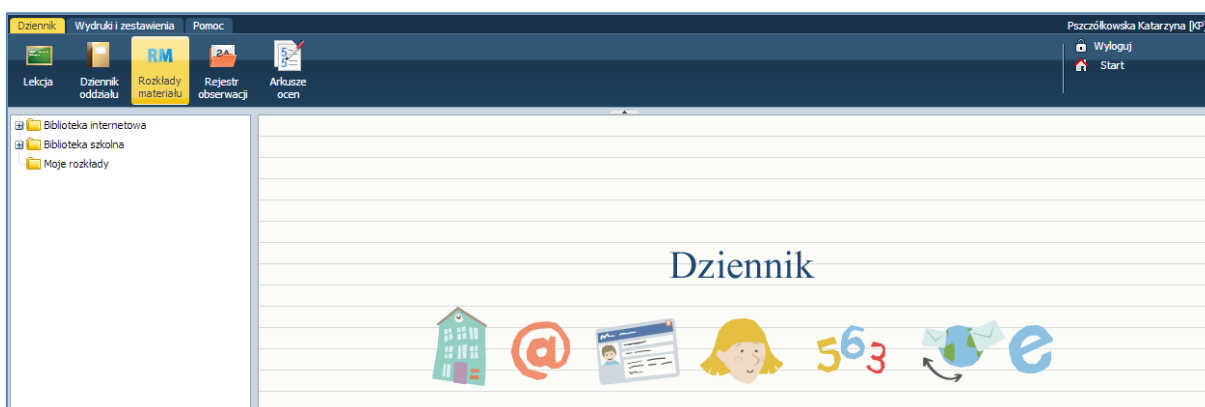 Dziennik Wydruki i zestawienia Pomoc Pszczółkowska Katarzyna [KP]
Wyloguj
Start
RM
Lekcja Dziennik oddziału Rozkłady materiału Rejestr obserwacji Arkusze ocen
Biblioteka internetowa
Biblioteka szkolna
Moje rozkłady
Dziennik
@ 563 e